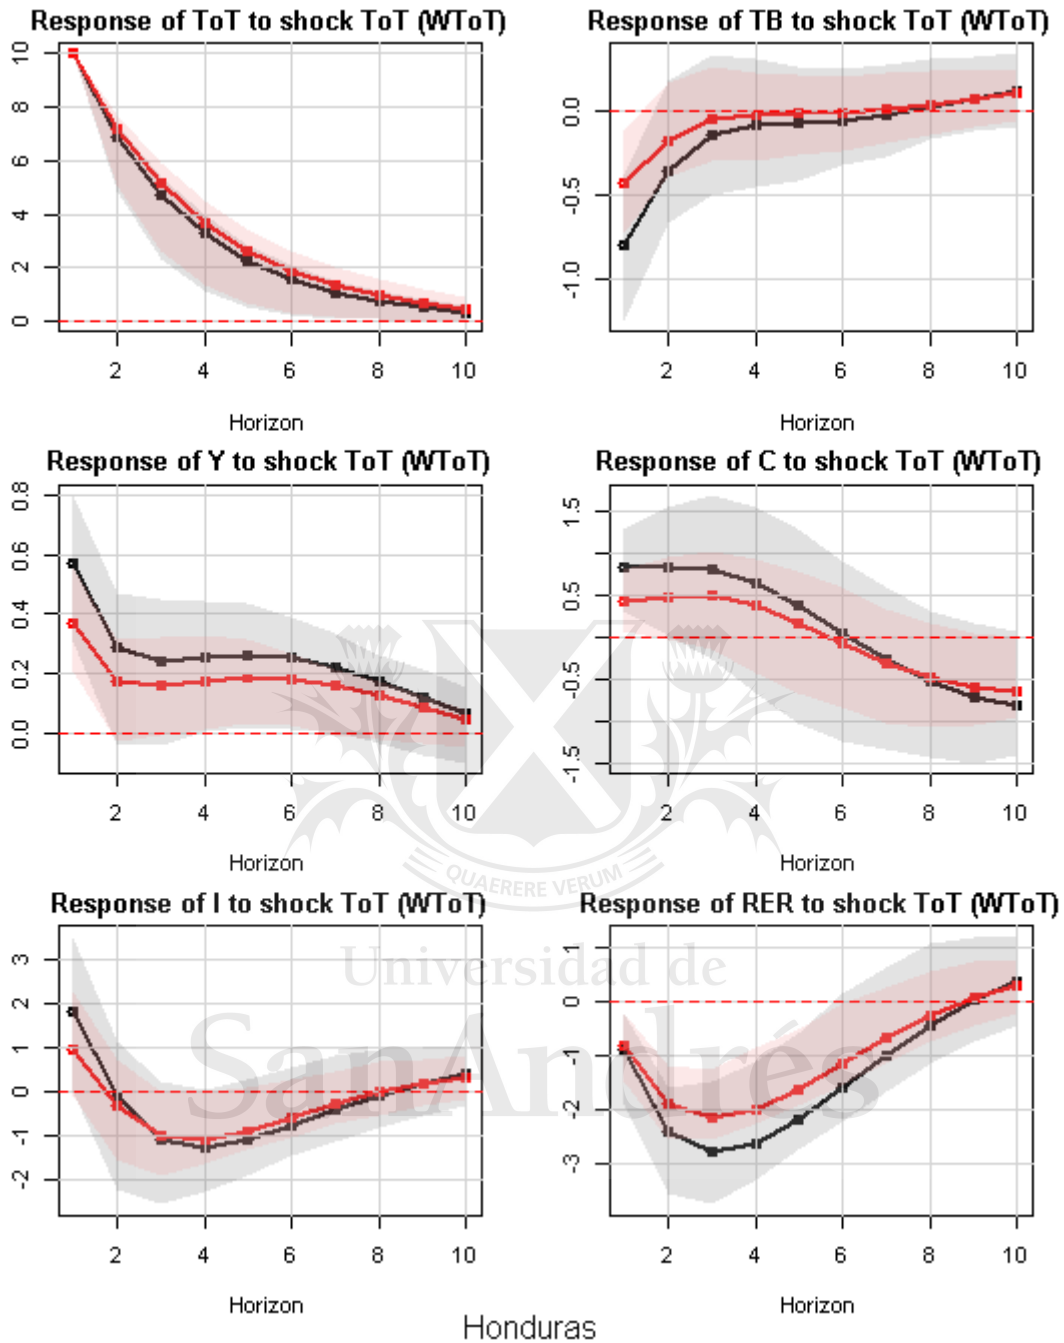 Response of ToT to shock ToT (WToT)
Response of TB to shock ToT (WToT)
10
8
6
4
2
0
0.0
-0.5
-1.0
2 4 6 8 10
2 4 6 8 10
Horizon
Horizon
Response of Y to shock ToT (WToT)
Response of C to shock ToT (WToT)
0.8
0.6
0.4
0.2
0.0
1.5
0.5
-0.5
-1.5
2 4 6 8 10
2 4 6 8 10
Horizon
Horizon
QUAERERE VERUM
Response of I to shock ToT (WToT)
Response of RER to shock ToT (WToT)
3
2
1
0
-1
-2
1
0
-1
-2
-3
Universidad de
SanAndrés
2 4 6 8 10
2 4 6 8 10
Horizon
Horizon
Honduras